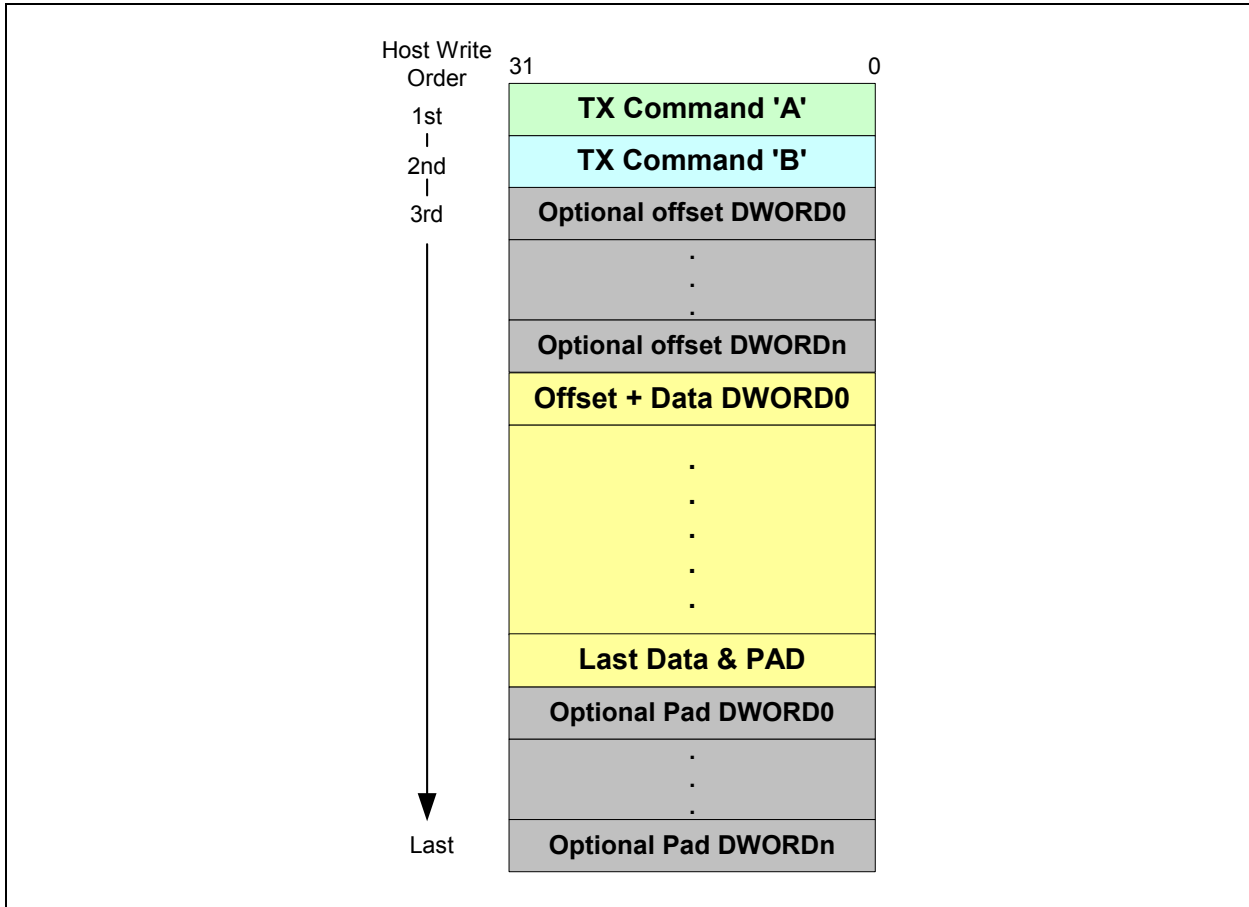 Host Write
Order
31
0
1st
TX Command 'A'
2nd
TX Command 'B'
3rd
Optional offset DWORD0
.
.
.
Optional offset DWORDn
Offset + Data DWORD0
.
.
.
.
.
Last Data & PAD
Optional Pad DWORD0
.
.
.
Last
Optional Pad DWORDn